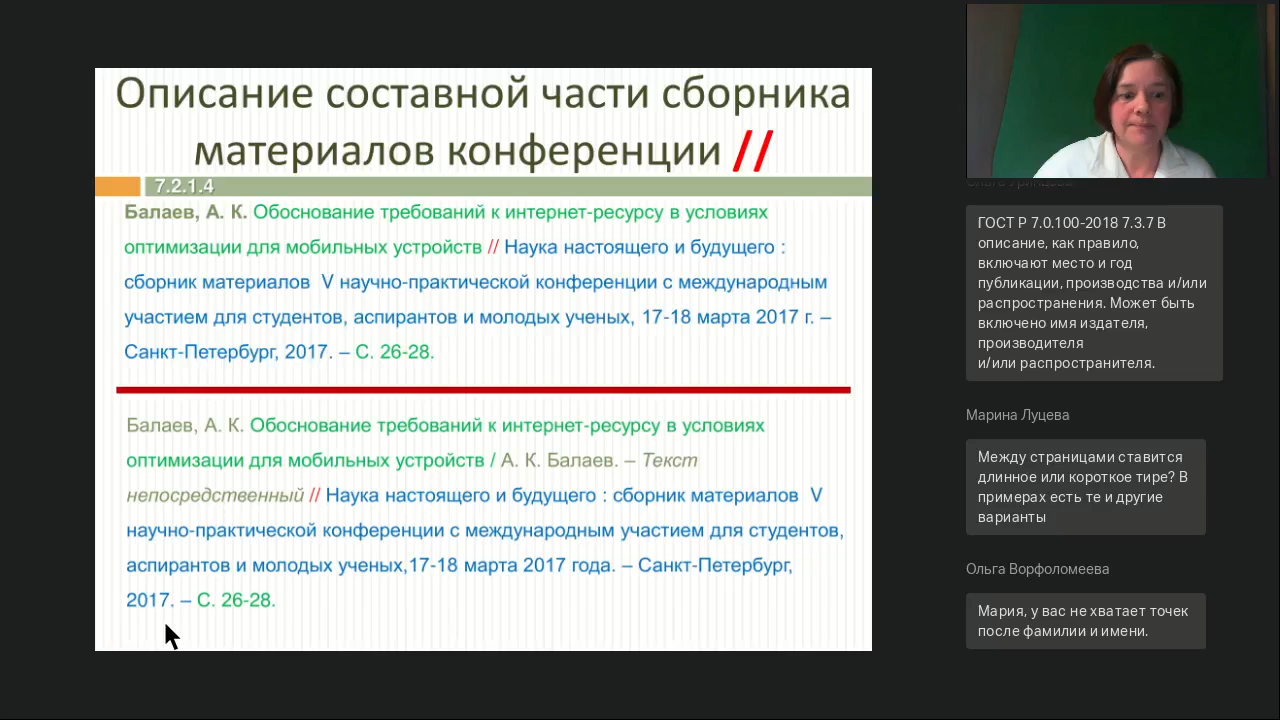 Описание составной части сборника
материалов конференции //
7.2.1.4
Балаев, А. К. Обоснование требований к интернет-ресурсу в условиях
оптимизации для мобильных устройств // Наука настоящего и будущего :
сборник материалов V научно-практической конференции с международным
участием для студентов, аспирантов и молодых ученых, 17-18 марта 2017 г. –
Санкт-Петербург, 2017. – С. 26-28.
Балаев, А. К. Обоснование требований к интернет-ресурсу в условиях
оптимизации для мобильных устройств / А. К. Балаев. – Текст
непосредственный // Наука настоящего и будущего : сборник материалов V
научно-практической конференции с международным участием для студентов,
аспирантов и молодых ученых,17-18 марта 2017 года. – Санкт-Петербург,
2017. – С. 26-28.
ГОСТ Р 7.0.100-2018 7.3.7 В
описание, как правило,
включают место и год
публикации, производства и/или
распространения. Может быть
включено имя издателя,
производителя
и/или распространителя.
Марина Луцева
Между страницами ставится
длинное или короткое тире? В
примерах есть те и другие
варианты
Ольга Ворфоломеева
Мария, у вас не хватает точек
после фамилии и имени.